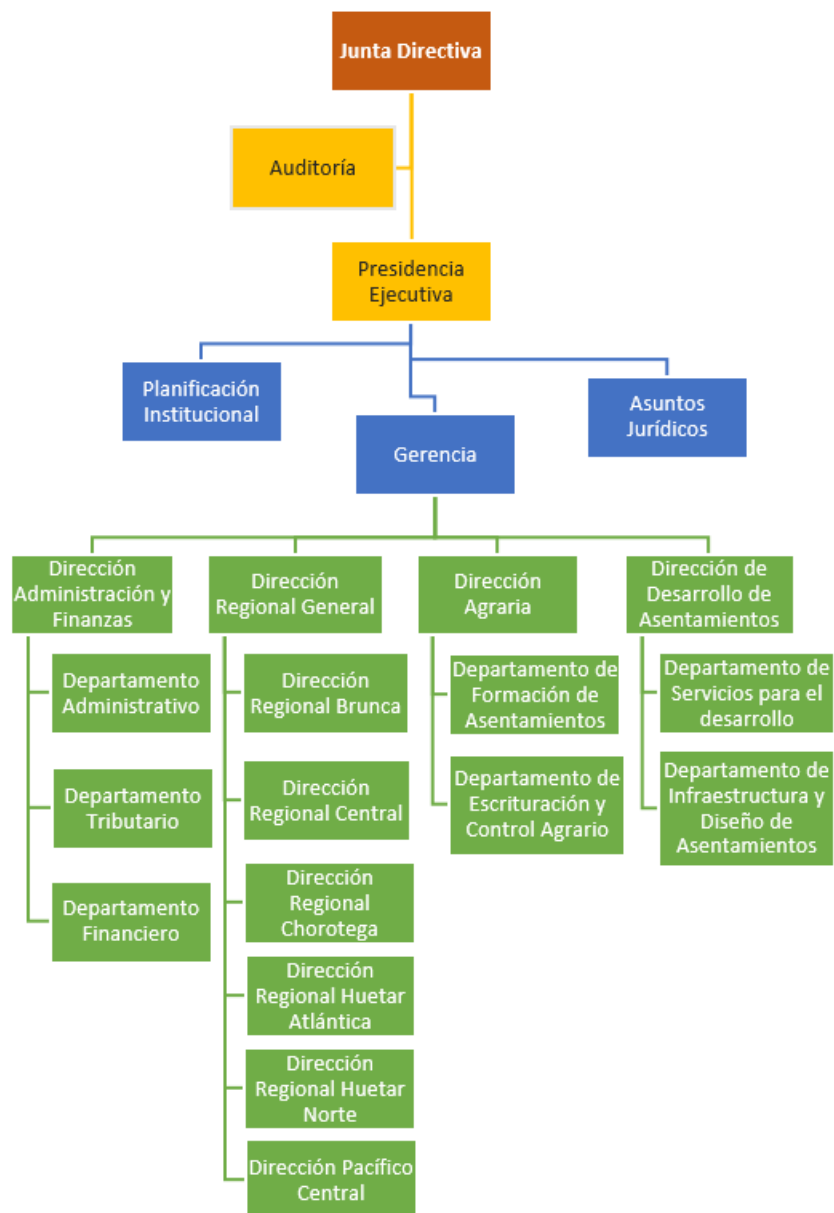 Junta Directiva
Auditoría
Presidencia
Ejecutiva
Planificación
Institucional
Asuntos
Jurídicos
Gerencia
Dirección
Administración y
Finanzas
Dirección
Regional General
Dirección
Agraria
Dirección de
Desarrollo de
Asentamientos
Departamento
Administrativo
Departamento
Tributario
Departamento
Financiero
Dirección
Regional Brunca
Dirección
Regional Central
Dirección
Regional
Chorotega
Dirección
Regional Huetar
Atlántica
Dirección
Regional Huetar
Norte
Dirección Pacífico
Central
Departamento de
Formación de
Asentamientos
Departamento de
Escrituración y
Control Agrario
Departamento de
Servicios para el
desarrollo
Departamento de
Infraestructura y
Diseño de
Asentamientos